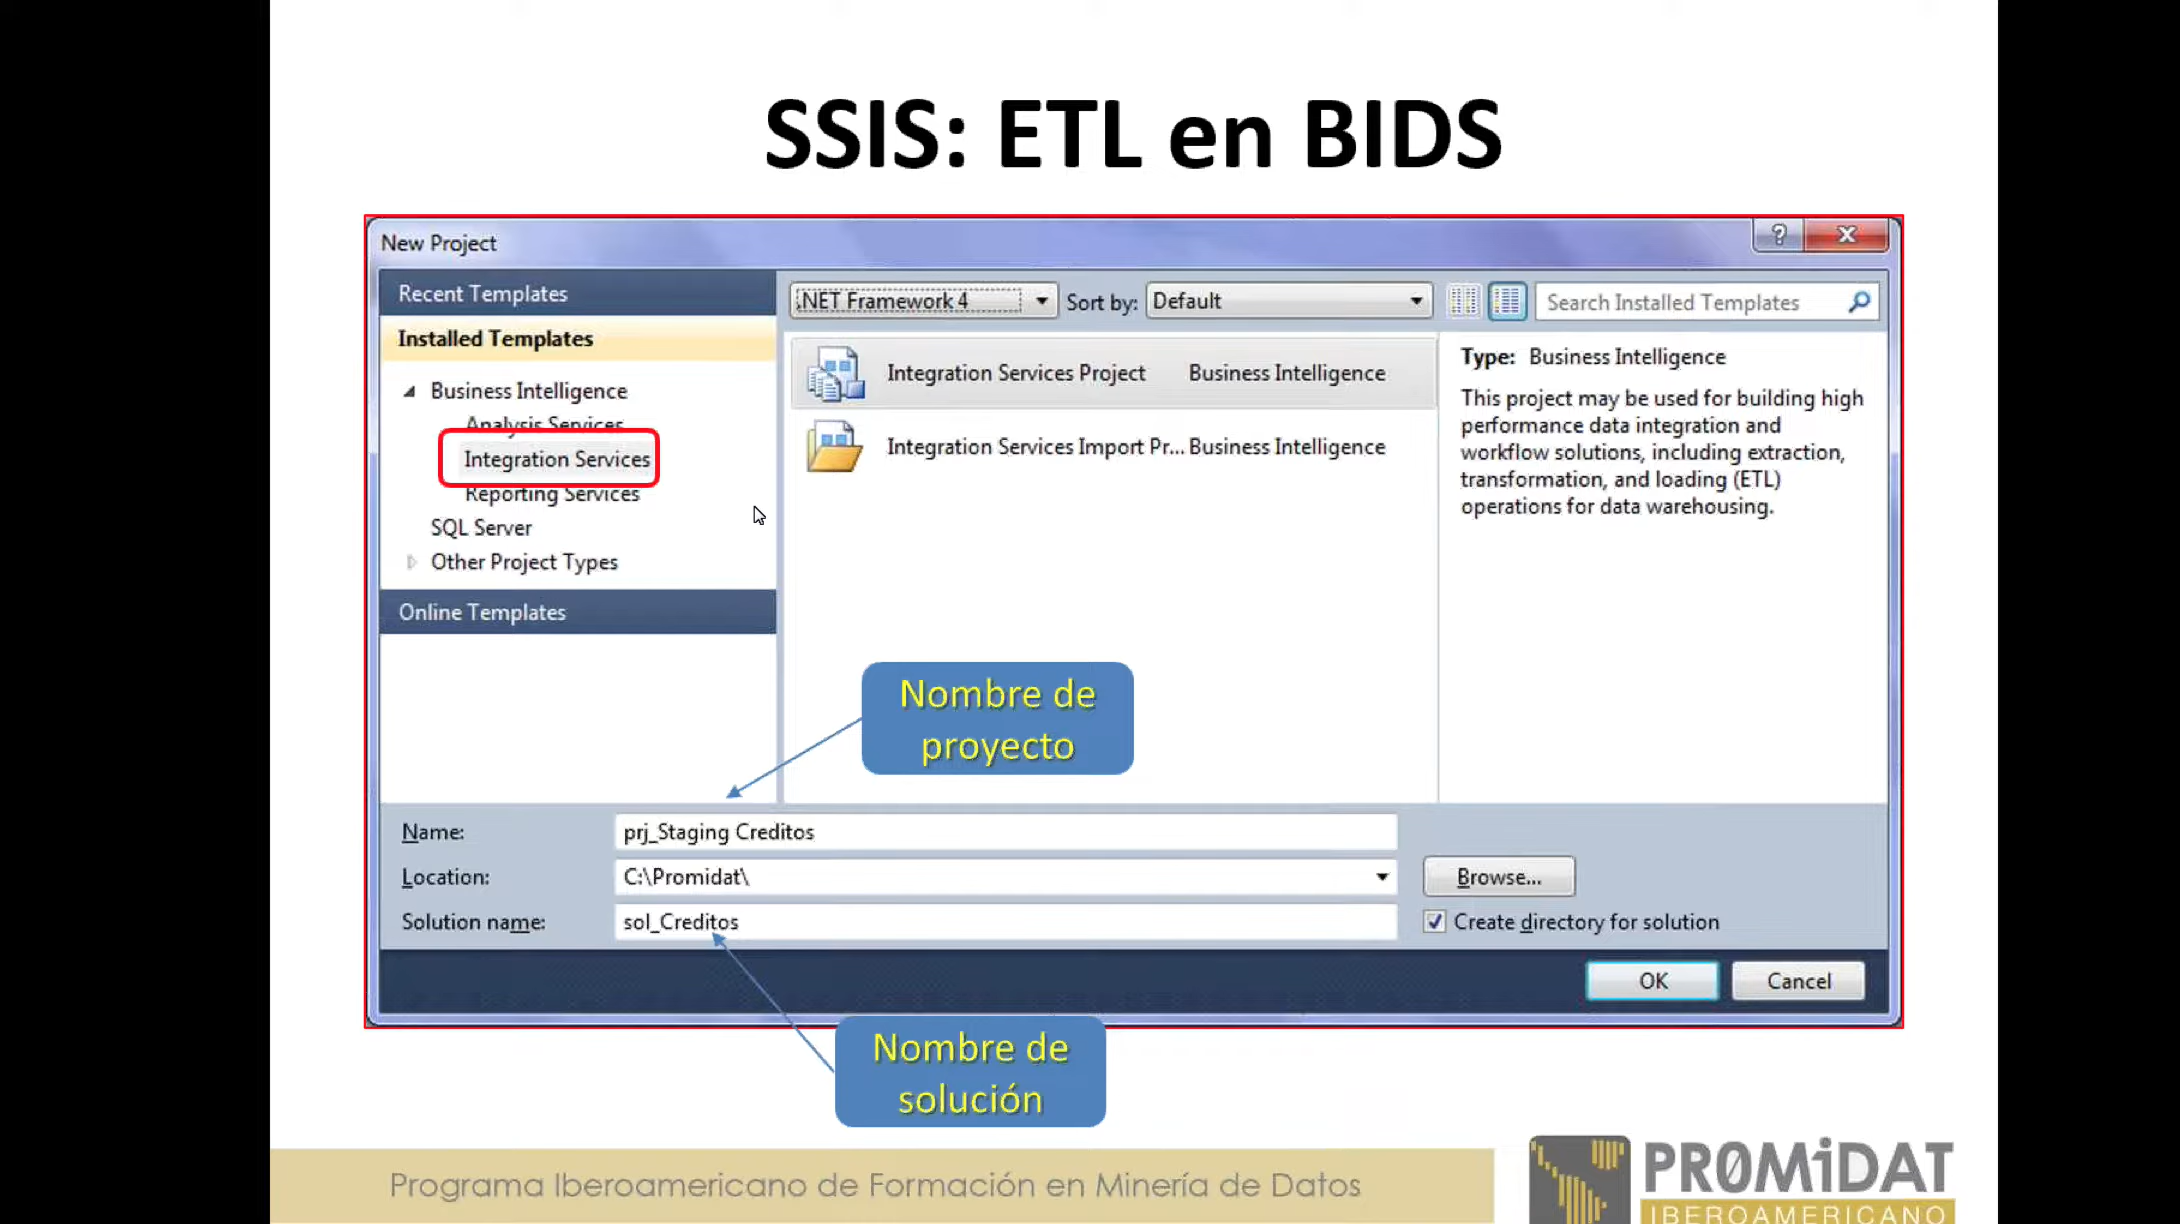 SSIS: ETL en BIDS
New Project
Recent Templates
Installed Templates
Business Intelligence
Analysis Services
Integration Services
Reporting Services
SQL Server
Other Project Types
Online Templates
.NET Framework 4
Sort by: Default
Search Installed Templates
Integration Services Project Business Intelligence
Integration Services Import Pr... Business Intelligence
Type: Business Intelligence
This project may be used for building high
performance data integration and
workflow solutions, including extraction,
transformation, and loading (ETL)
operations for data warehousing.
Nombre de
proyecto
Name: prj_Staging Creditos
Location: C:\Promidat\
Browse...
Solution name: sol_Creditos
Create directory for solution
OK Cancel
Nombre de
solución
Programa Iberoamericano de Formación en Minería de Datos
PR0MiDAT
IBEROAMERICANO